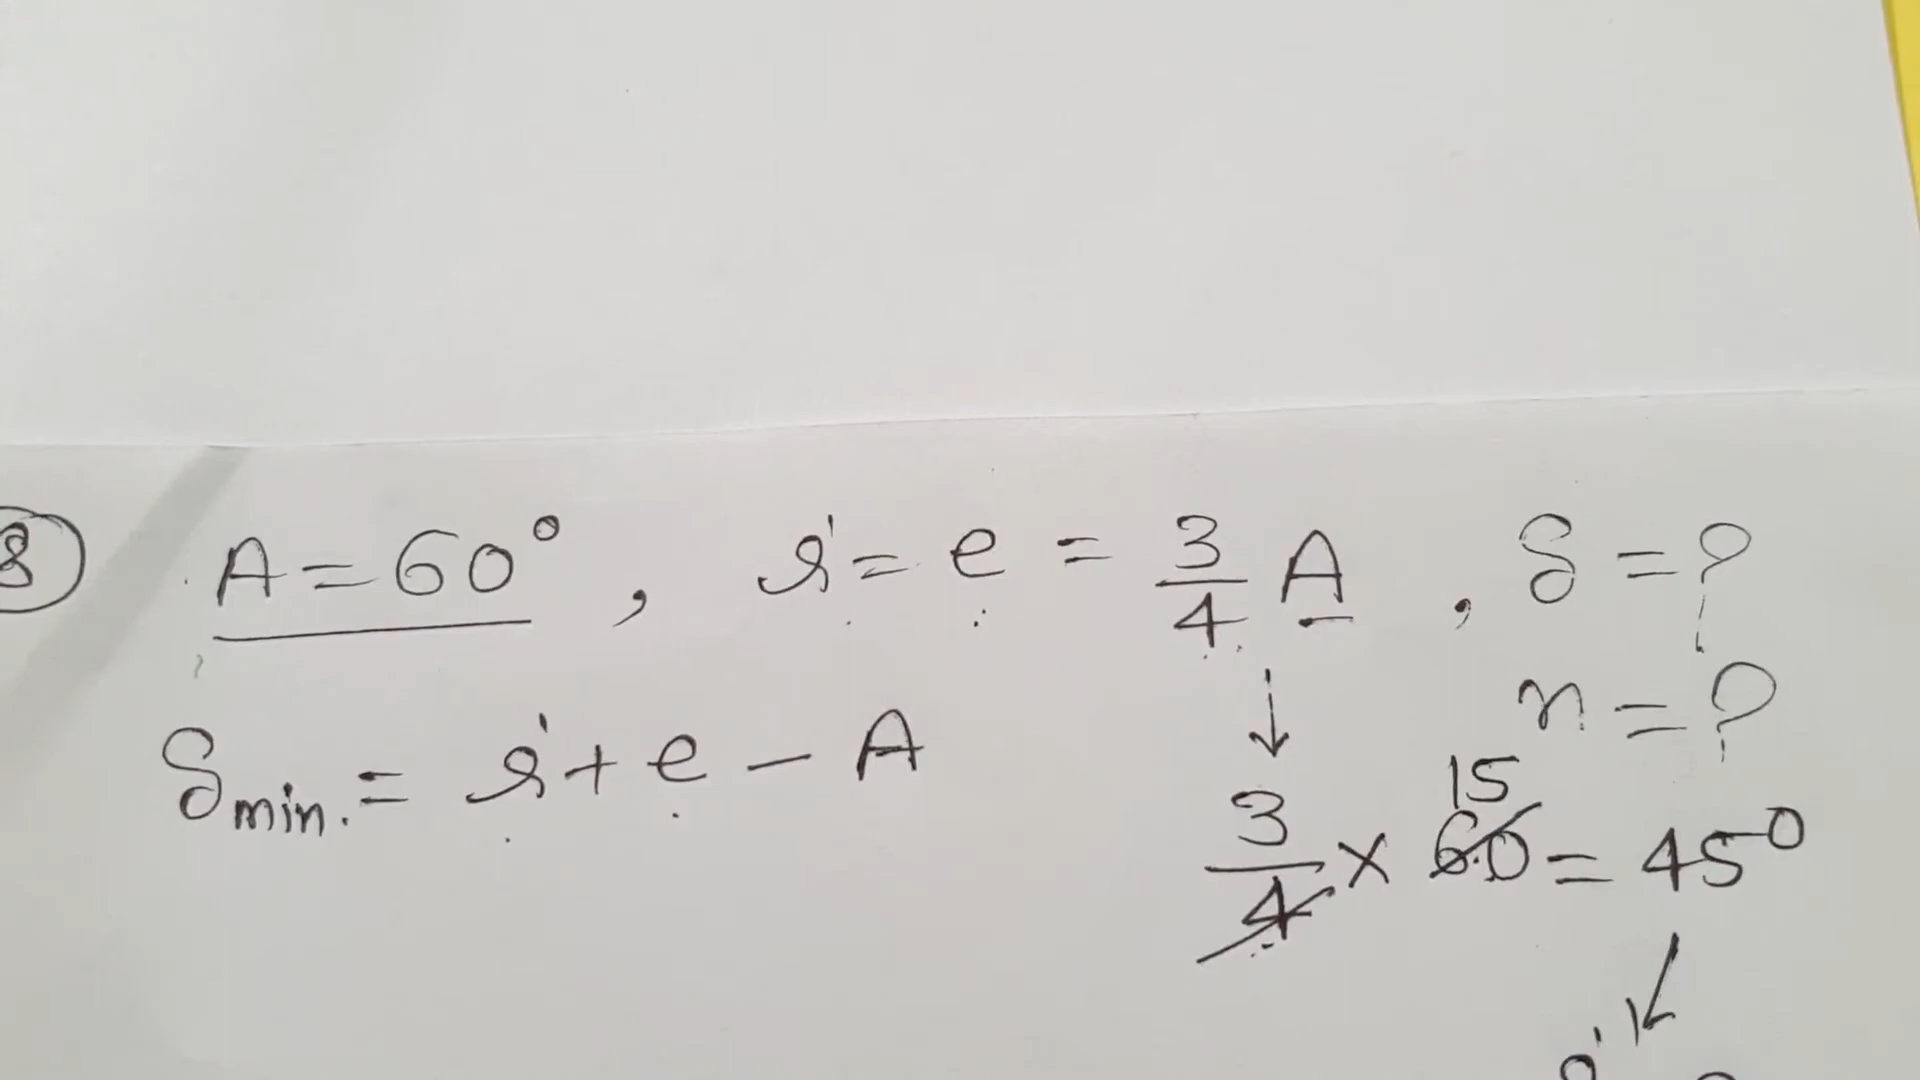 8 A = 60°, i = e = 3/4 A, δ = ?
n = ?
δmin. = i + e − A
15
3/4 × 60 = 45°